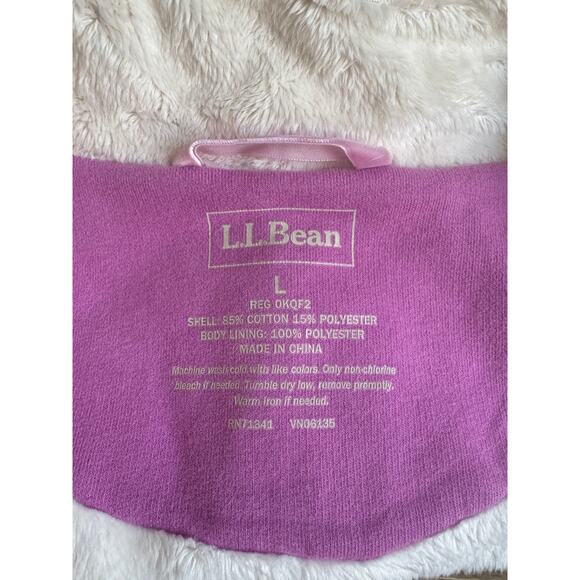 L.L.Bean
L
REG 0KQF2
SHELL: 85% COTTON 15% POLYESTER
BODY LINING: 100% POLYESTER
MADE IN CHINA
Machine wash cold with like colors. Only non-chlorine
bleach if needed. Tumble dry low, remove promptly.
Warm iron if needed.
RN71341 VN06135